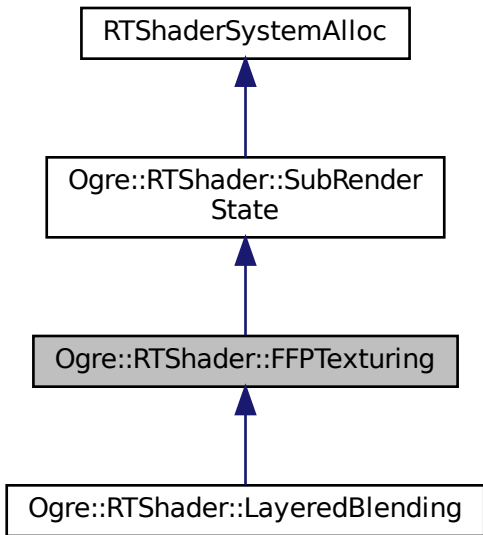 RTShaderSystemAlloc
Ogre::RTShader::SubRender
State
Ogre::RTShader::FFPTexturing
Ogre::RTShader::LayeredBlending